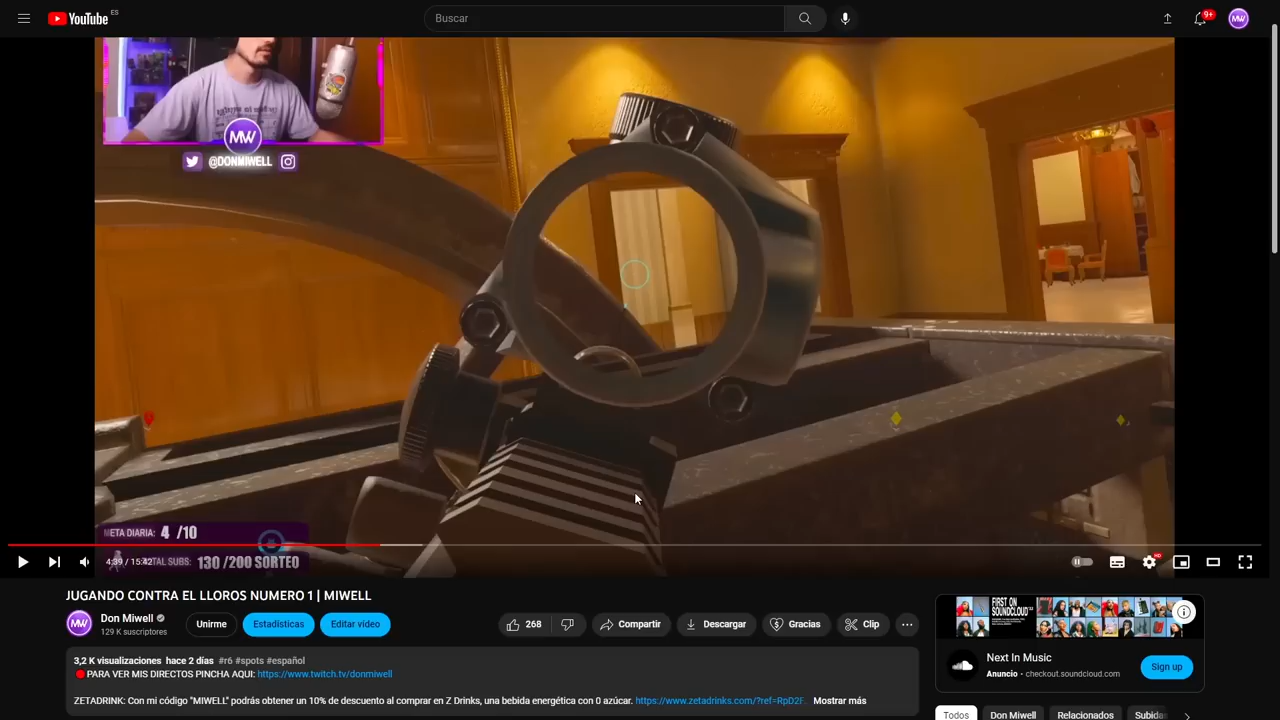 YouTube ES
Buscar
9+
MW
MW
@DONMIWELL
META DIARIA: 4 /10
TOTAL SUBS: 130 /200 SORTEO
4:39 / 15:42
HD
JUGANDO CONTRA EL LLOROS NUMERO 1 | MIWELL
MW
Don Miwell
129 K suscriptores
Unirme
Estadísticas
Editar vídeo
268
Compartir
Descargar
Gracias
Clip
3,2 K visualizaciones hace 2 días #r6 #spots #español
PARA VER MIS DIRECTOS PINCHA AQUI: https://www.twitch.tv/donmiwell
ZETADRINK: Con mi código "MIWELL" podrás obtener un 10% de descuento al comprar en Z Drinks, una bebida energética con 0 azúcar. https://www.zetadrinks.com/?ref=RpD2F Mostrar más
FIRST ON
SOUNDCLOUD
Next In Music
Anuncio • checkout.soundcloud.com
Sign up
Todos
Don Miwell
Relacionados
Subida